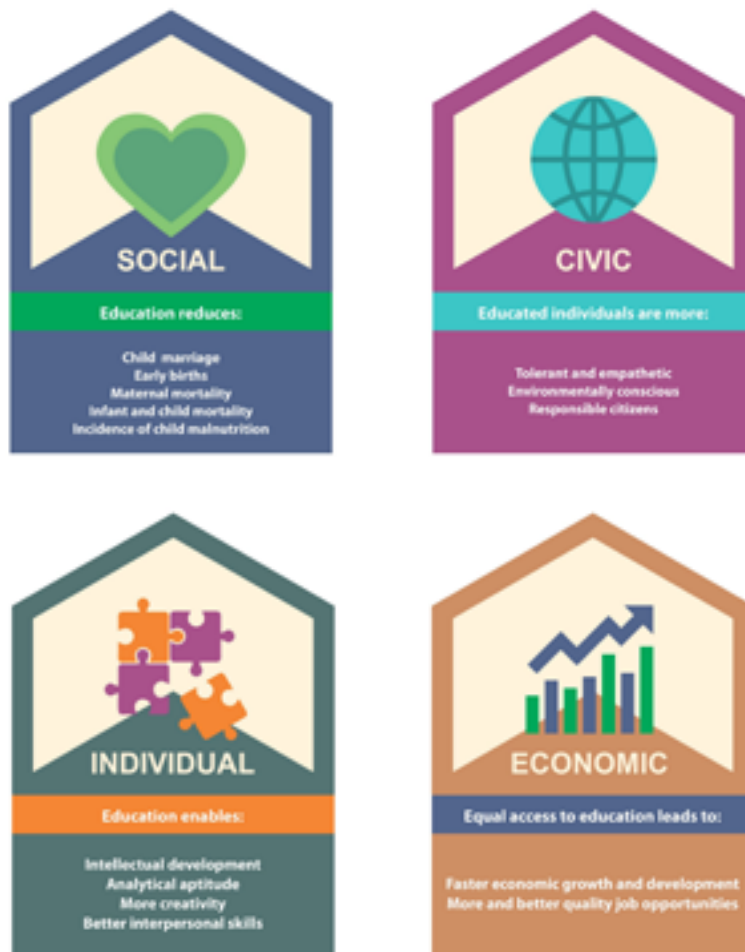 SOCIAL
Education reduces:
Child marriage
Early births
Maternal mortality
Infant and child mortality
Incidence of child malnutrition
CIVIC
Educated individuals are more:
Tolerant and empathetic
Environmentally conscious
Responsible citizens
INDIVIDUAL
Education enables:
Intellectual development
Analytical aptitude
More creativity
Better interpersonal skills
ECONOMIC
Equal access to education leads to:
Faster economic growth and development
More and better quality job opportunities